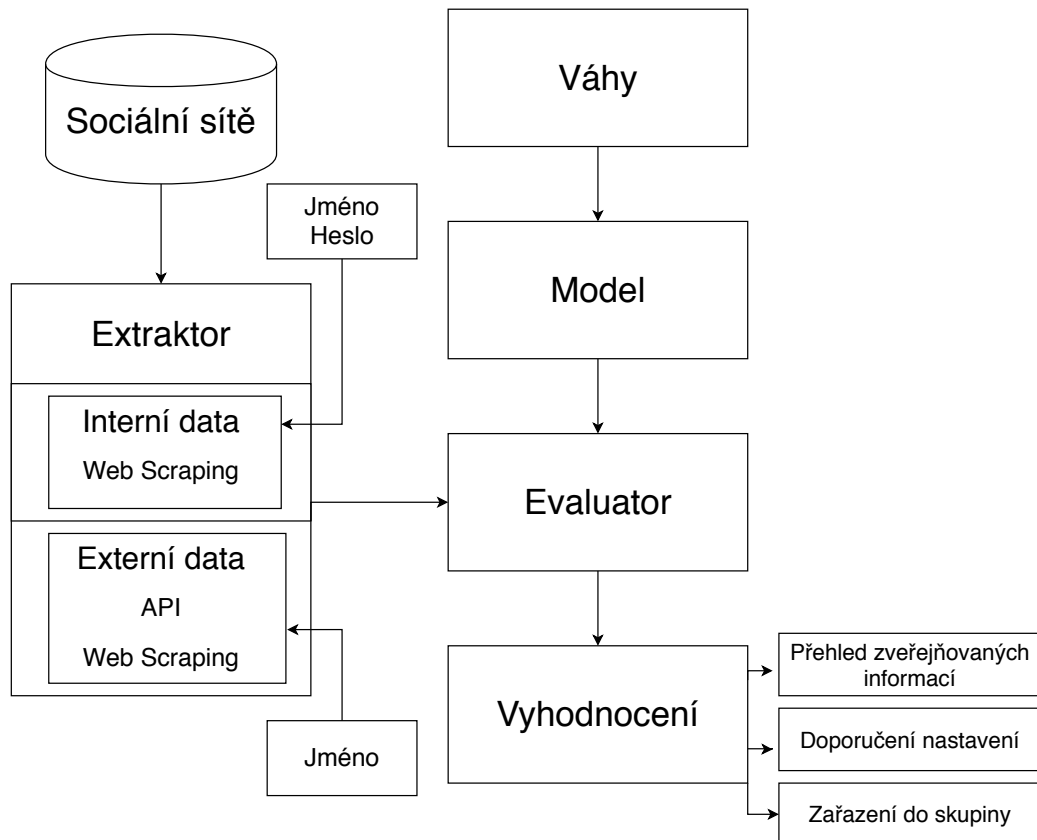 Sociální sítě
Váhy
Jméno
Heslo
Model
Extraktor
Interní data
Web Scraping
Evaluator
Externí data
API
Web Scraping
Jméno
Vyhodnocení
Přehled zveřejňovaných
informací
Doporučení nastavení
Zařazení do skupiny